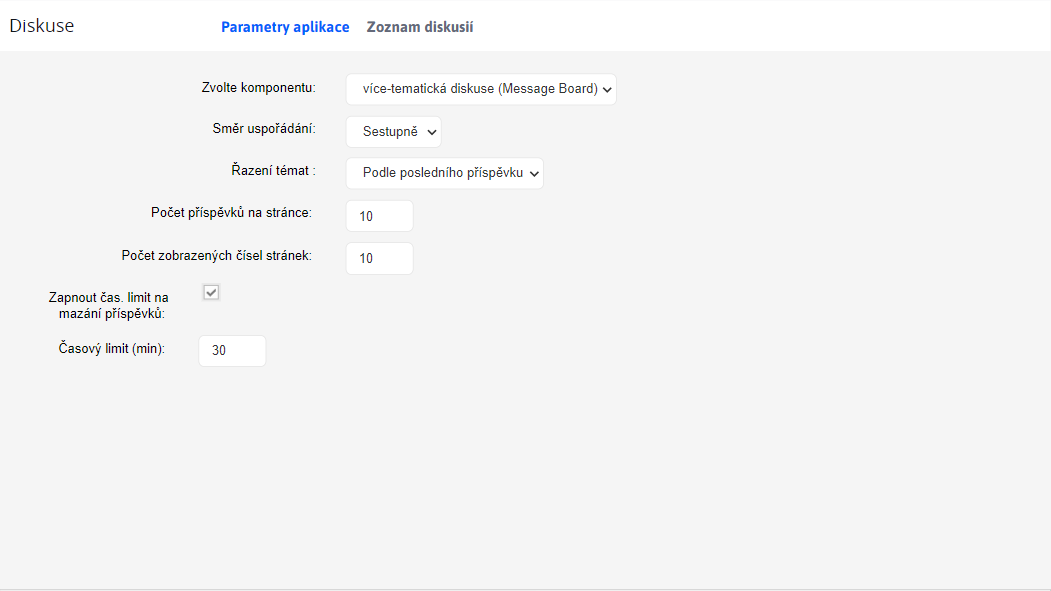 Diskuse
Parametry aplikace
Zoznam diskusií
Zvolte komponentu:
více-tematická diskuse (Message Board)
Směr uspořádání:
Sestupně
Řazení témat :
Podle posledního příspěvku
Počet příspěvků na stránce:
10
Počet zobrazených čísel stránek:
10
Zapnout čas. limit na
mazání příspěvků:
Časový limit (min):
30